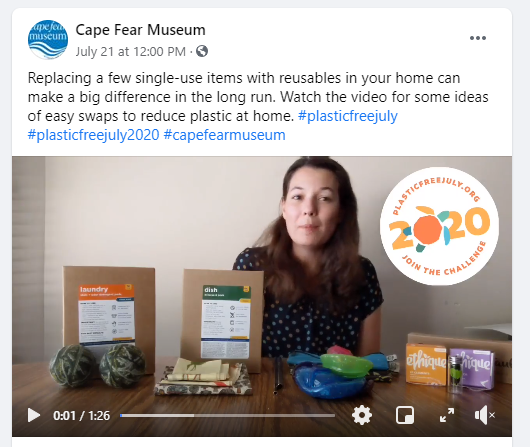 cape fear
museum
Cape Fear Museum
July 21 at 12:00 PM ·
Replacing a few single-use items with reusables in your home can
make a big difference in the long run. Watch the video for some ideas
of easy swaps to reduce plastic at home. #plasticfreejuly
#plasticfreejuly2020 #capefearmuseum
PLASTICFREEJULY.ORG
2020
JOIN THE CHALLENGE
laundry
dish
ethique
ethique
0:01 / 1:26